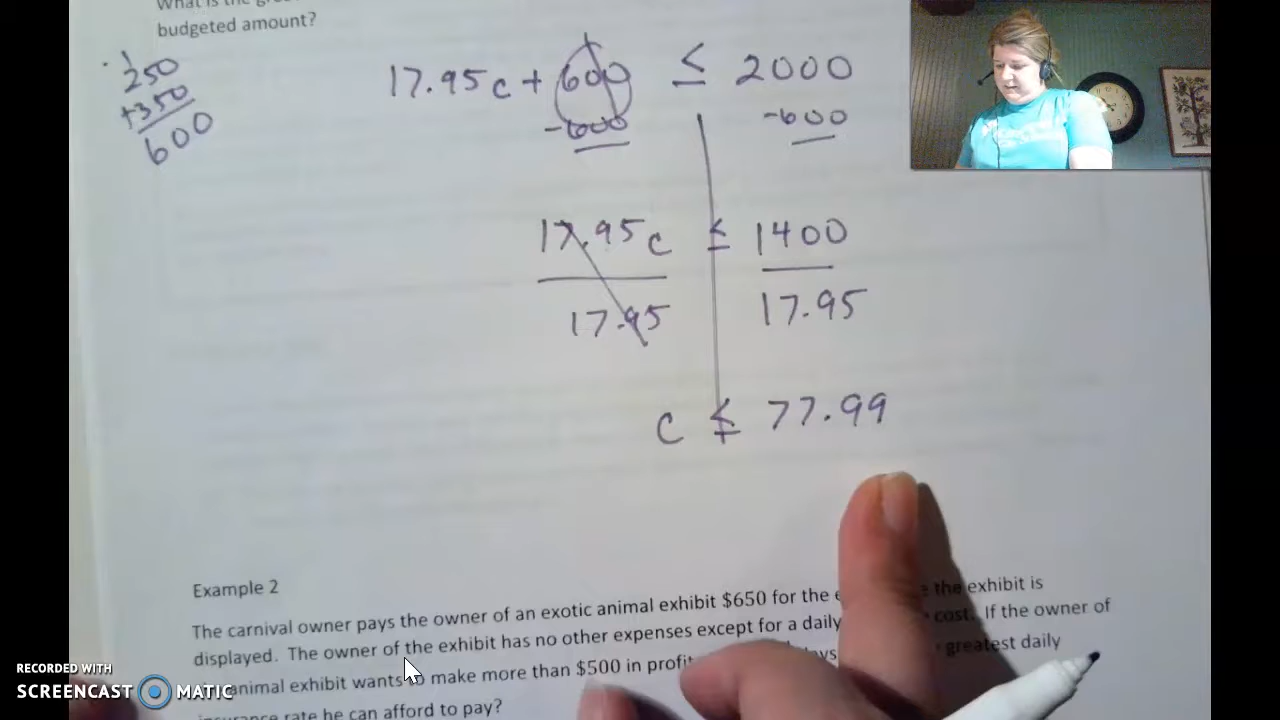 What is the
budgeted amount?
1
250
+350
600
17.95c + 600 ≤ 2000
-600 -600
17.95c ≤ 1400
17.95 17.95
c ≤ 77.99
Example 2
The carnival owner pays the owner of an exotic animal exhibit $650 for the the exhibit is
displayed. The owner of the exhibit has no other expenses except for a daily cost. If the owner of
animal exhibit wants to make more than $500 in profit greatest daily
rate he can afford to pay?
RECORDED WITH
SCREENCAST MATIC